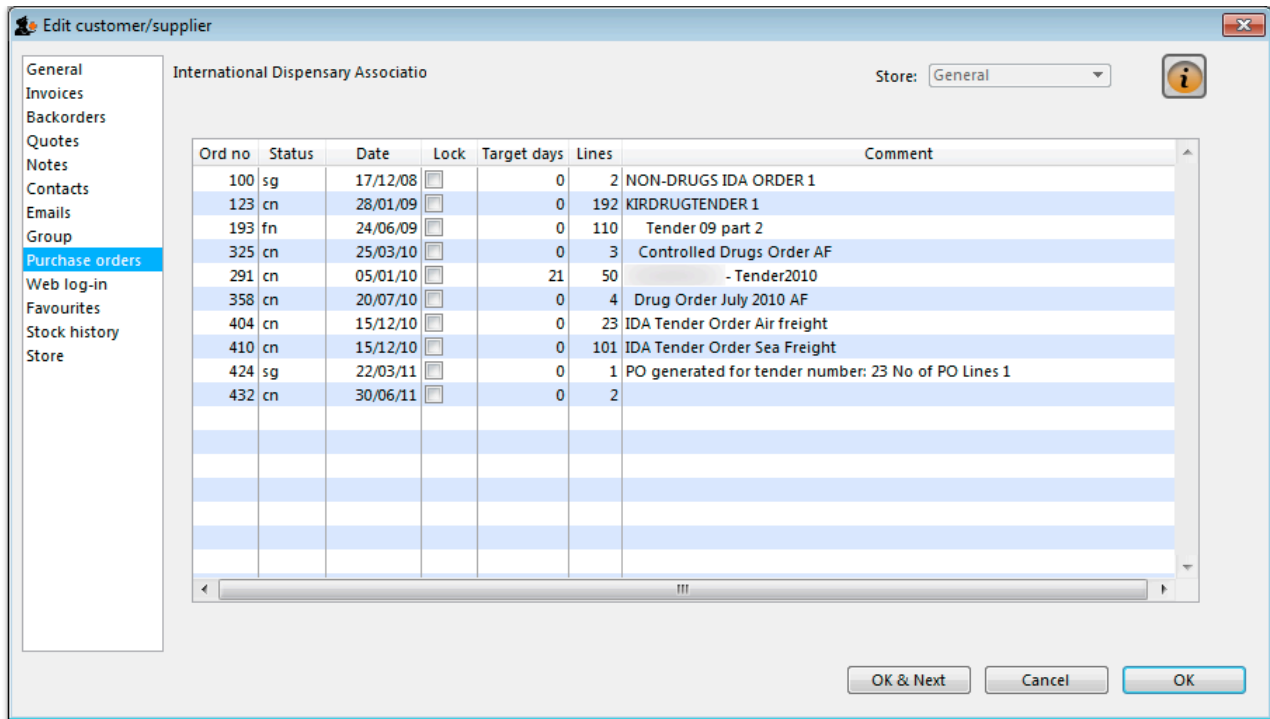 Edit customer/supplier
General
Invoices
Backorders
Quotes
Notes
Contacts
Emails
Group
Purchase orders
Web log-in
Favourites
Stock history
Store
International Dispensary Associatio
Store: General
Ord no Status Date Lock Target days Lines Comment
100 sg 17/12/08 0 2 NON-DRUGS IDA ORDER 1
123 cn 28/01/09 0 192 KIRDRUGTENDER 1
193 fn 24/06/09 0 110 Tender 09 part 2
325 cn 25/03/10 0 3 Controlled Drugs Order AF
291 cn 05/01/10 21 50 - Tender2010
358 cn 20/07/10 0 4 Drug Order July 2010 AF
404 cn 15/12/10 0 23 IDA Tender Order Air freight
410 cn 15/12/10 0 101 IDA Tender Order Sea Freight
424 sg 22/03/11 0 1 PO generated for tender number: 23 No of PO Lines 1
432 cn 30/06/11 0 2
OK & Next Cancel OK